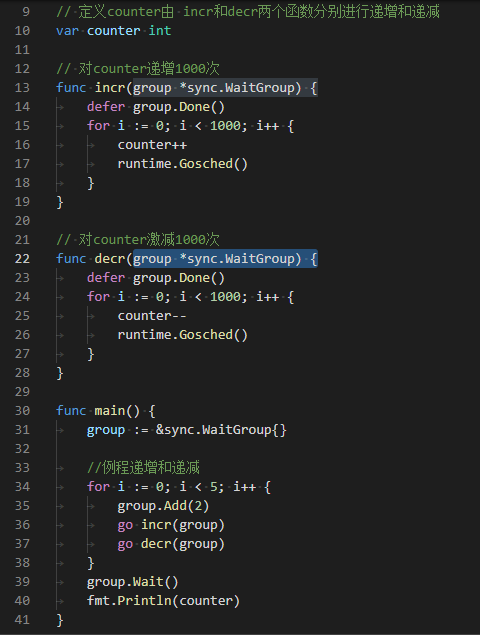 9 // 定义counter由 incr和decr两个函数分别进行递增和递减
10 var counter int
11
12 // 对counter递增1000次
13 func incr(group *sync.WaitGroup) {
14 defer group.Done()
15 for i := 0; i < 1000; i++ {
16 counter++
17 runtime.Gosched()
18 }
19 }
20
21 // 对counter激减1000次
22 func decr(group *sync.WaitGroup) {
23 defer group.Done()
24 for i := 0; i < 1000; i++ {
25 counter--
26 runtime.Gosched()
27 }
28 }
29
30 func main() {
31 group := &sync.WaitGroup{}
32
33 //例程递增和递减
34 for i := 0; i < 5; i++ {
35 group.Add(2)
36 go incr(group)
37 go decr(group)
38 }
39 group.Wait()
40 fmt.Println(counter)
41 }